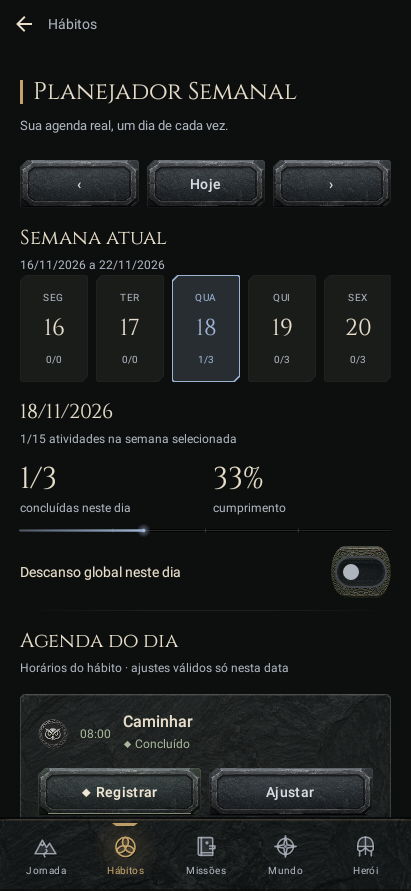 Hábitos
Planejador Semanal
Sua agenda real, um dia de cada vez.
‹ Hoje ›
Semana atual
16/11/2026 a 22/11/2026
SEG TER QUA QUI SEX
16 17 18 19 20
0/0 0/0 1/3 0/3 0/3
18/11/2026
1/15 atividades na semana selecionada
1/3 33%
concluídas neste dia cumprimento
Descanso global neste dia
Agenda do dia
Horários do hábito · ajustes válidos só nesta data
Caminhar
08:00
◆ Concluído
◆ Registrar Ajustar
Jornada Hábitos Missões Mundo Herói